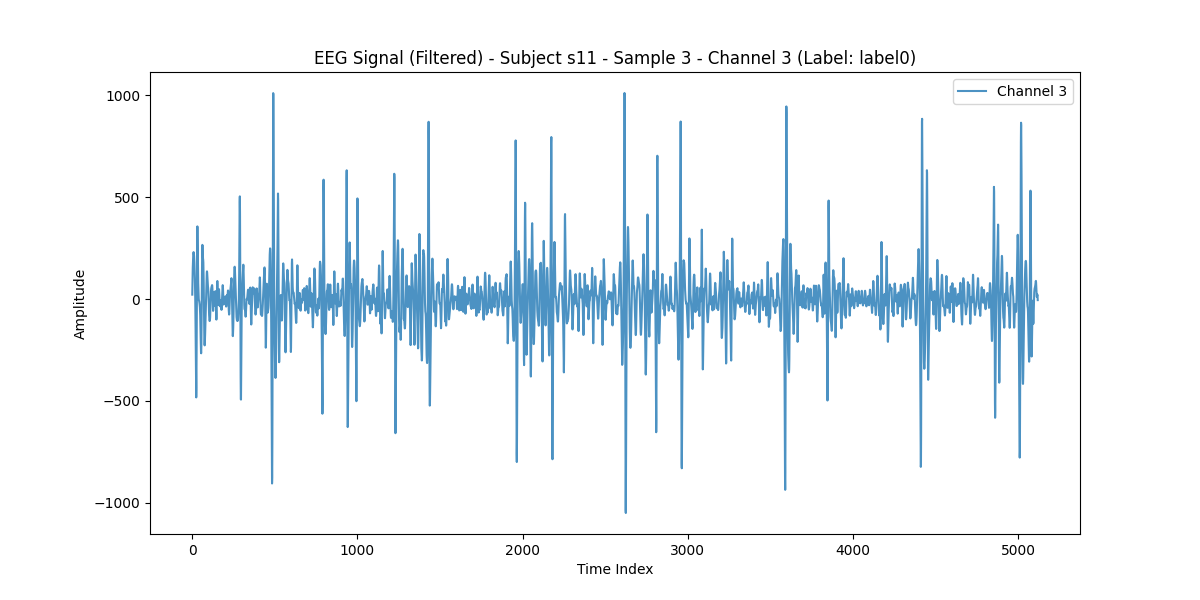 EEG Signal (Filtered) - Subject s11 - Sample 3 - Channel 3 (Label: label0)
Channel 3
1000
500
0
−500
−1000
Amplitude
0 1000 2000 3000 4000 5000
Time Index